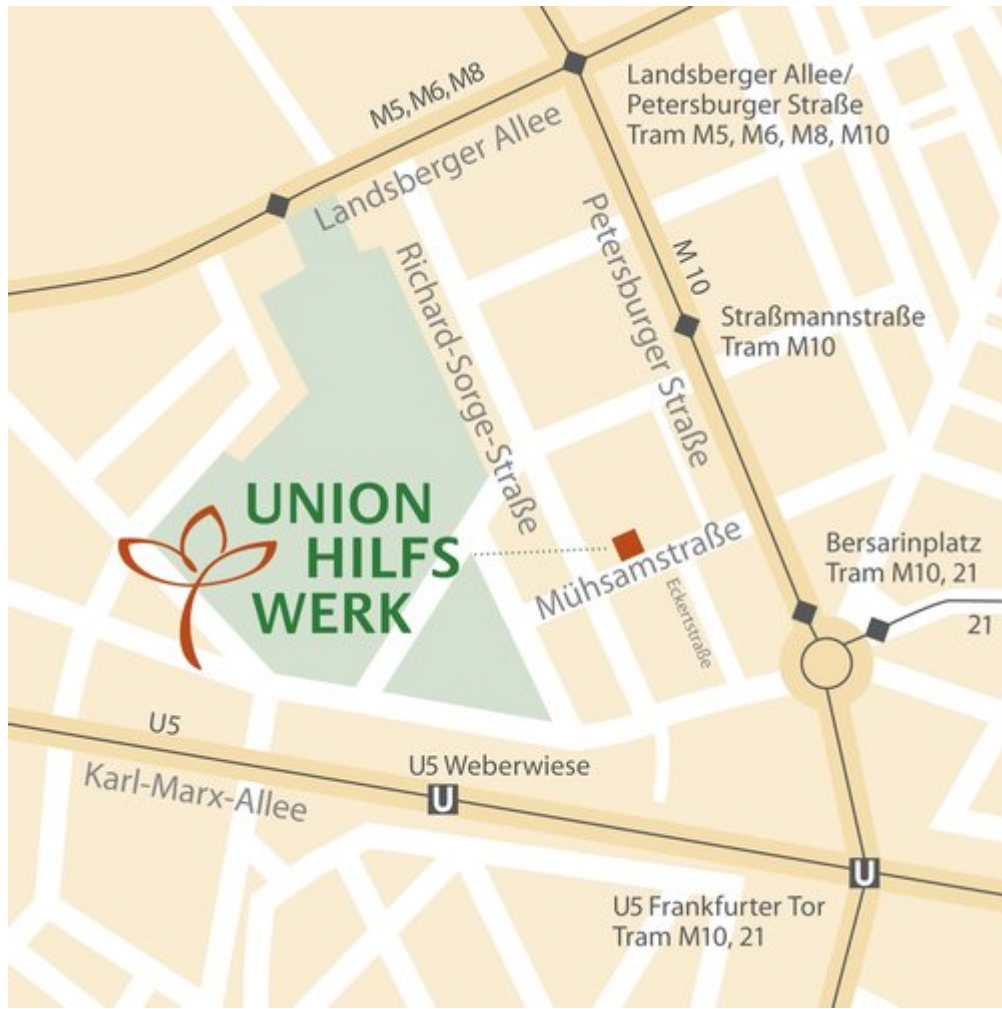 M5, M6, M8
Landsberger Allee/
Petersburger Straße
Tram M5, M6, M8, M10
Landsberger Allee
Richard-Sorge-Straße
Petersburger Straße
M 10
Straßmannstraße
Tram M10
UNION
HILFS
WERK
Mühsamstraße
Eckertstraße
Bersarinplatz
Tram M10, 21
21
U5
Karl-Marx-Allee
U5 Weberwiese
U
U
U5 Frankfurter Tor
Tram M10, 21